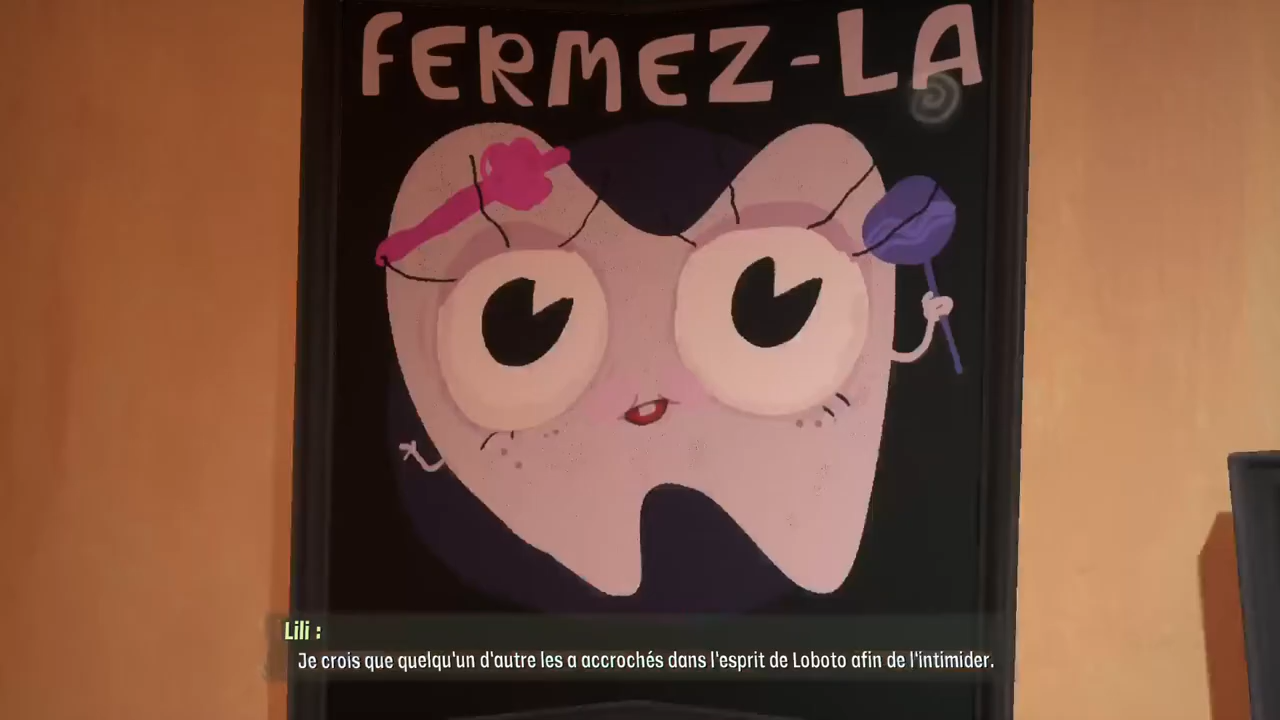 FERMEZ-LA
Lili :
Je crois que quelqu'un d'autre les a accrochés dans l'esprit de Loboto afin de l'intimider.